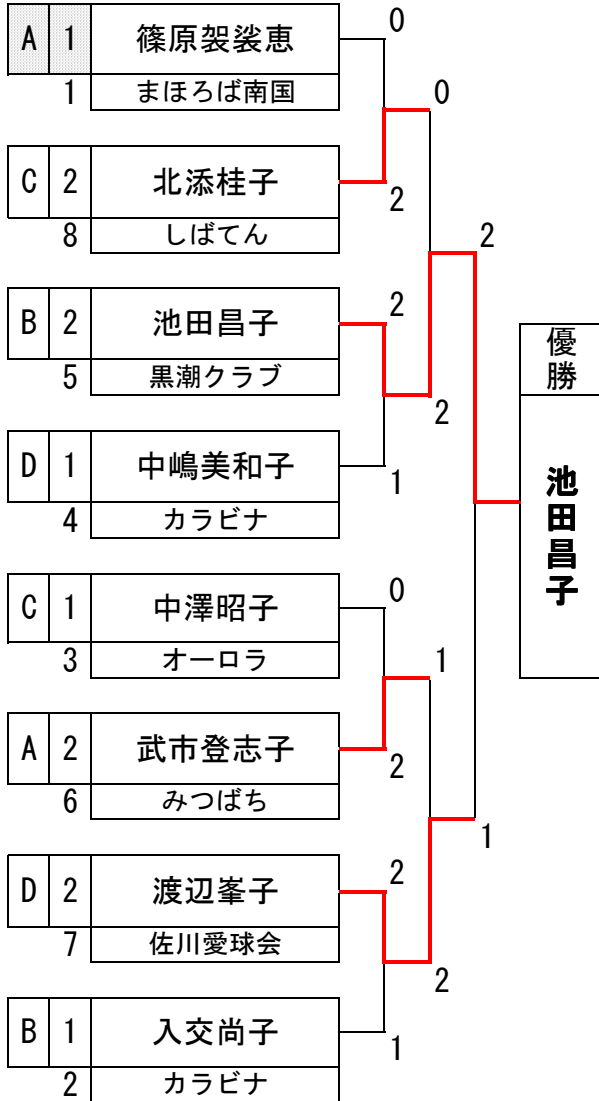 A 1 篠原袈裟恵 0
1 まほろば南国 0
C 2 北添桂子 2
8 しばてん 2
B 2 池田昌子 2
5 黒潮クラブ 2
優勝
D 1 中嶋美和子 1
4 カラビナ
池田昌子
C 1 中澤昭子 0
3 オーロラ 1
A 2 武市登志子 2
6 みつばち 1
D 2 渡辺峯子 2
7 佐川愛球会 2
B 1 入交尚子 1
2 カラビナ